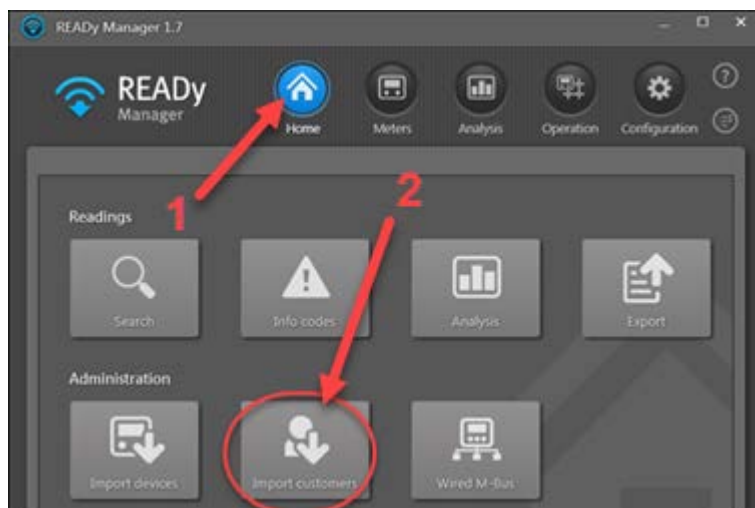 READy Manager 1.7
READy
Manager
Home
Meters
Analysis
Operation
Configuration
?
1
2
Readings
Search
Info codes
Analysis
Export
Administration
Import devices
Import customers
Wired M-Bus